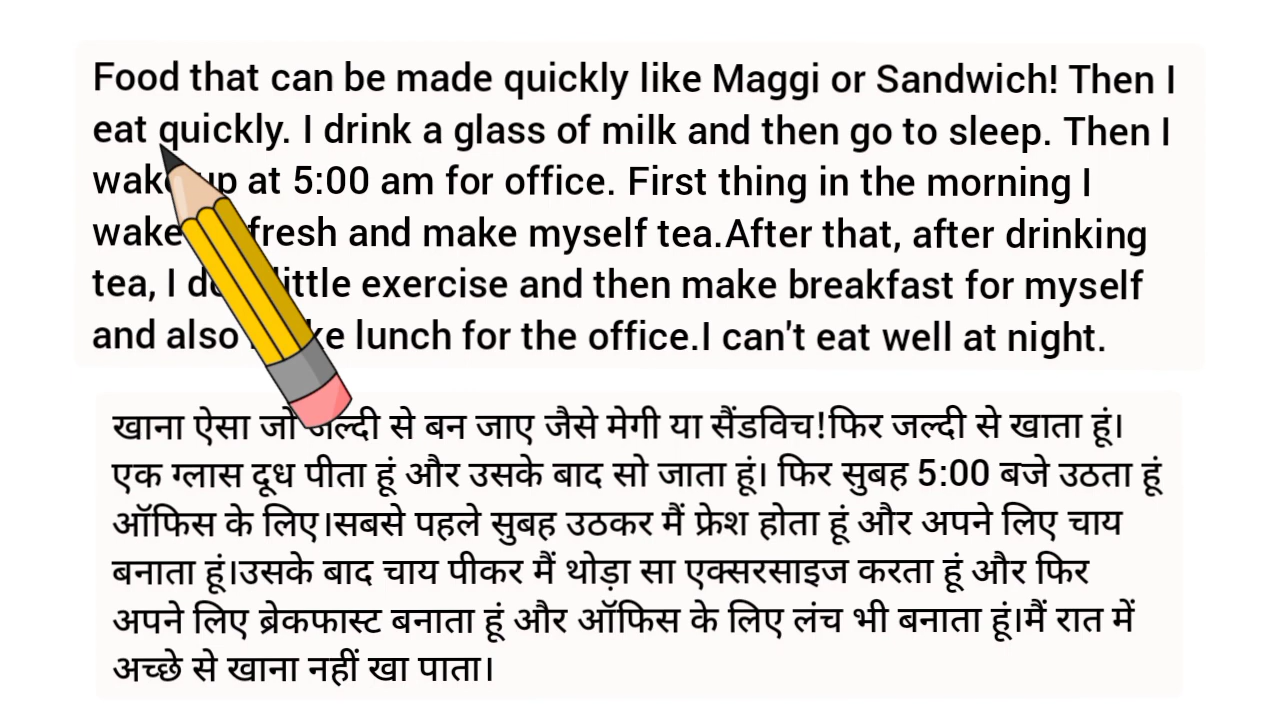 Food that can be made quickly like Maggi or Sandwich! Then I
eat quickly. I drink a glass of milk and then go to sleep. Then I
wake up at 5:00 am for office. First thing in the morning I
wake fresh and make myself tea.After that, after drinking
tea, I do little exercise and then make breakfast for myself
and also make lunch for the office.I can't eat well at night.
खाना ऐसा जो जल्दी से बन जाए जैसे मेगी या सैंडविच!फिर जल्दी से खाता हूं।
एक ग्लास दूध पीता हूं और उसके बाद सो जाता हूं। फिर सुबह 5:00 बजे उठता हूं
ऑफिस के लिए।सबसे पहले सुबह उठकर मैं फ्रेश होता हूं और अपने लिए चाय
बनाता हूं।उसके बाद चाय पीकर मैं थोड़ा सा एक्सरसाइज करता हूं और फिर
अपने लिए ब्रेकफास्ट बनाता हूं और ऑफिस के लिए लंच भी बनाता हूं।मैं रात में
अच्छे से खाना नहीं खा पाता।